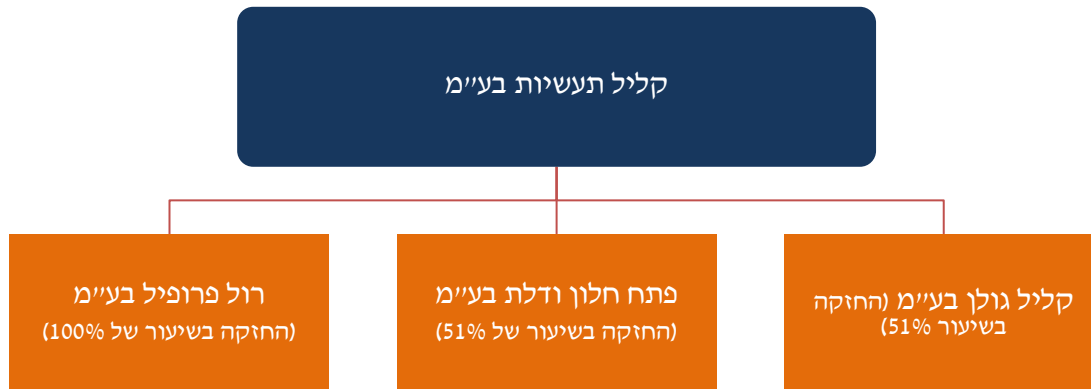 קליל תעשיות בע״מ
קליל גולן בע״מ (החזקה
בשיעור 51%)
פתח חלון ודלת בע״מ
(החזקה בשיעור של 51%)
רול פרופיל בע״מ
(החזקה בשיעור של 100%)